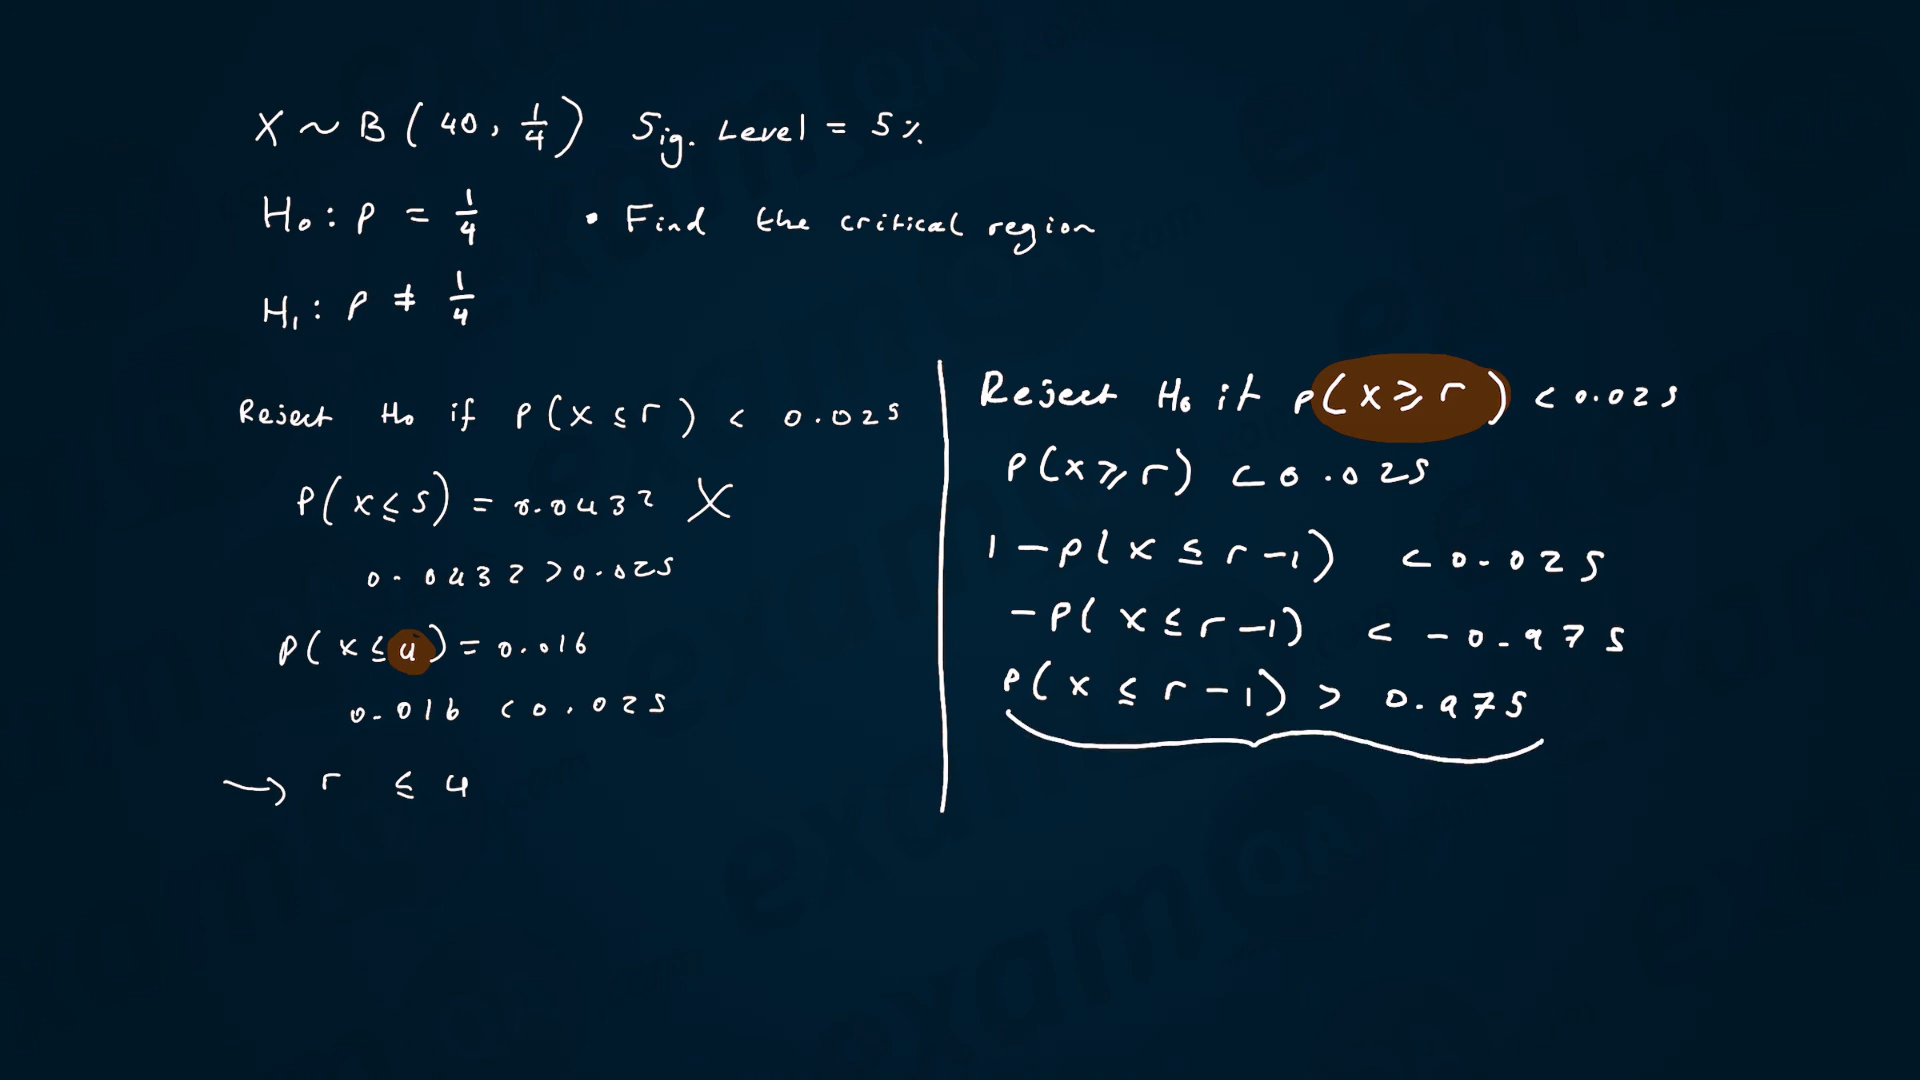 X ~ B ( 40 , 1/4 ) Sig. Level = 5 %
H₀ : p = 1/4 • Find the critical region
H₁ : p ≠ 1/4
Reject H₀ if p ( x ≤ r ) < 0.025
p ( x ≤ 5 ) = 0.0432 X
0.0432 > 0.025
p ( x ≤ 4 ) = 0.016
0.016 < 0.025
→ r ≤ 4
Reject H₀ if p ( x ≥ r ) < 0.025
p ( x ≥ r ) < 0.025
1 - p ( x ≤ r - 1 ) < 0.025
- p ( x ≤ r - 1 ) < - 0.975
p ( x ≤ r - 1 ) > 0.975